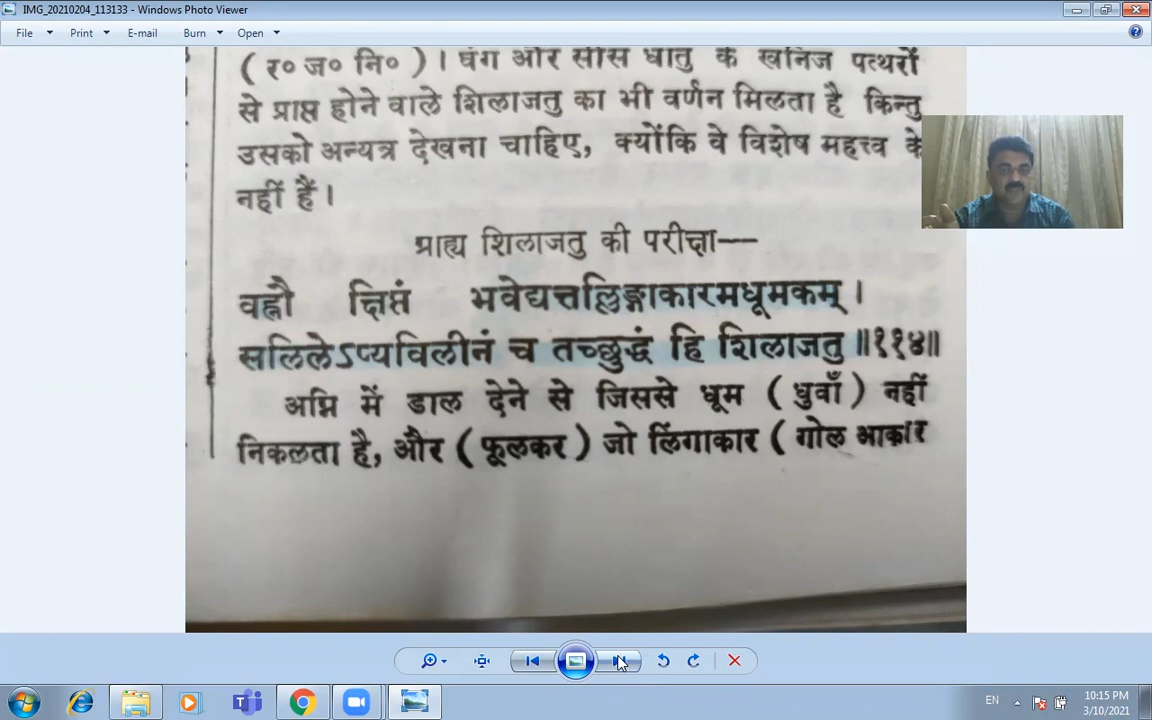 IMG_20210204_113133 - Windows Photo Viewer
File Print E-mail Burn Open
( र० ज० नि० ) । वंग और सीस धातु के खनिज पत्थरों
से प्राप्त होने वाले शिलाजतु का भी वर्णन मिलता है किन्तु
उसको अन्यत्र देखना चाहिए, क्योंकि वे विशेष महत्त्व के
नहीं हैं ।
ग्राह्य शिलाजतु की परीक्षा—
वह्नौ क्षिप्तं भवेद्यत्तल्लिङ्गाकारमधूमकम् ।
सलिलेऽप्यविलीनं च तच्छुद्धं हि शिलाजतु ॥११४॥
अग्नि में डाल देने से जिससे धूम ( धुवाँ ) नहीं
निकलता है, और ( फूलकर ) जो लिंगाकार ( गोल आकार
EN
10:15 PM
3/10/2021